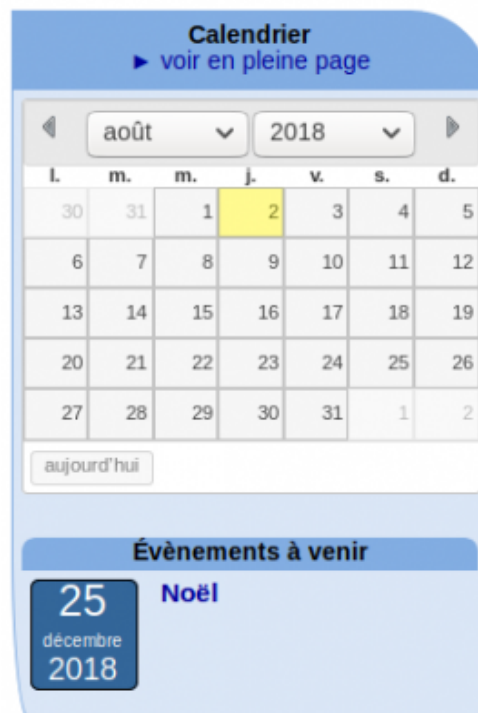 Calendrier
► voir en pleine page
août 2018
l. m. m. j. v. s. d.
30 31 1 2 3 4 5
6 7 8 9 10 11 12
13 14 15 16 17 18 19
20 21 22 23 24 25 26
27 28 29 30 31 1 2
aujourd'hui
Évènements à venir
25
décembre
2018
Noël